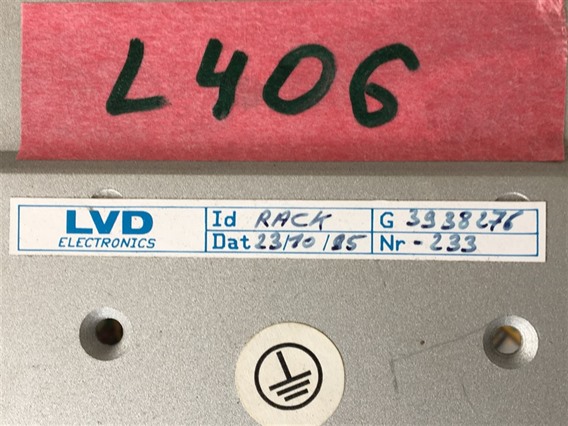 L406
LVD Id RACK G 3938276
ELECTRONICS Dat 23/10/85 Nr - 233